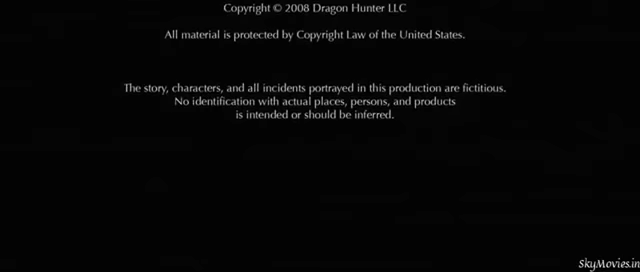 Copyright © 2008 Dragon Hunter LLC
All material is protected by Copyright Law of the United States.
The story, characters, and all incidents portrayed in this production are fictitious.
No identification with actual places, persons, and products
is intended or should be inferred.
SkyMovies.in